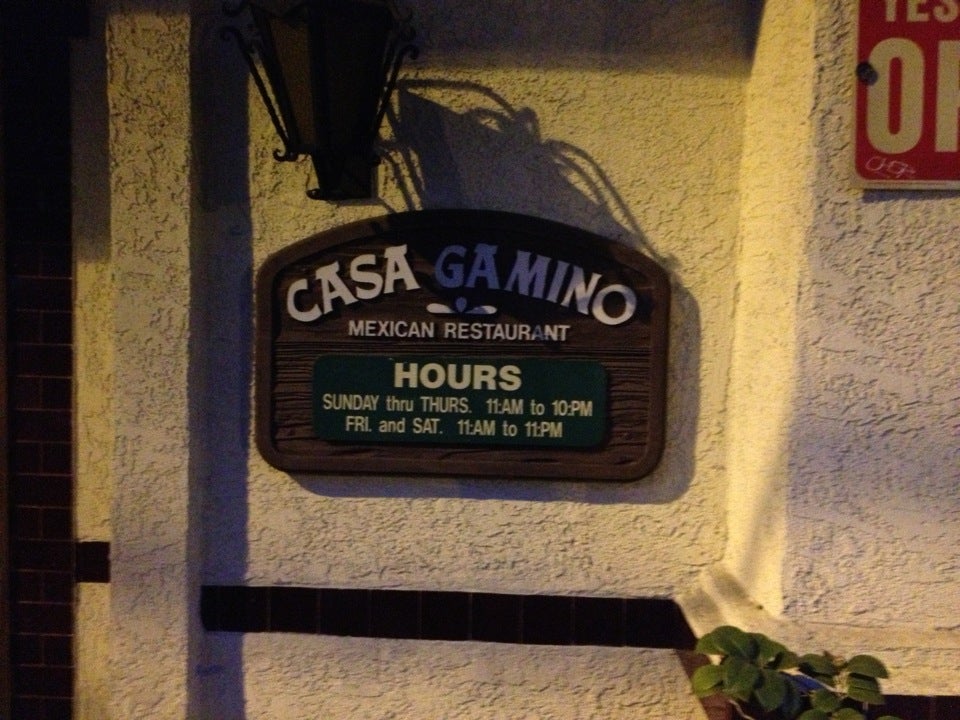 YES
CASA GAMINO
MEXICAN RESTAURANT
HOURS
SUNDAY thru THURS. 11:AM to 10:PM
FRI. and SAT. 11:AM to 11:PM